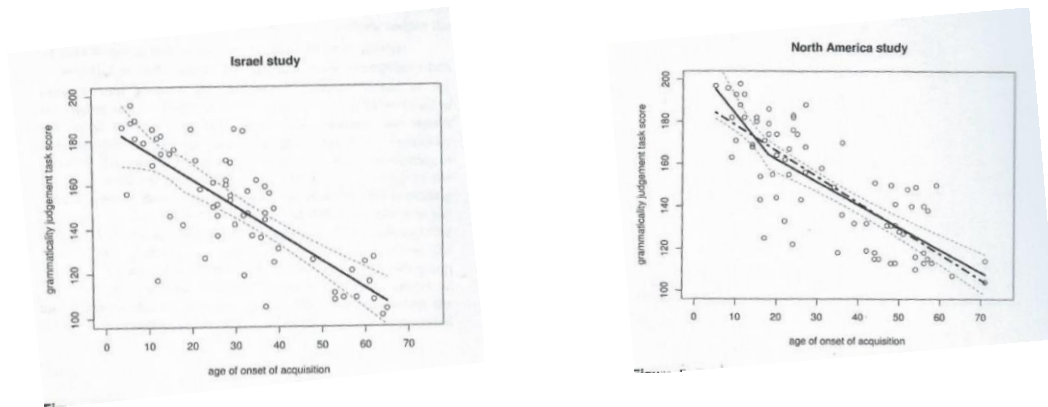 Israel study
grammaticality judgement task score
200
180
160
140
120
100
0 10 20 30 40 50 60 70
age of onset of acquisition
North America study
grammaticality judgement task score
200
180
160
140
120
100
0 10 20 30 40 50 60 70
age of onset of acquisition